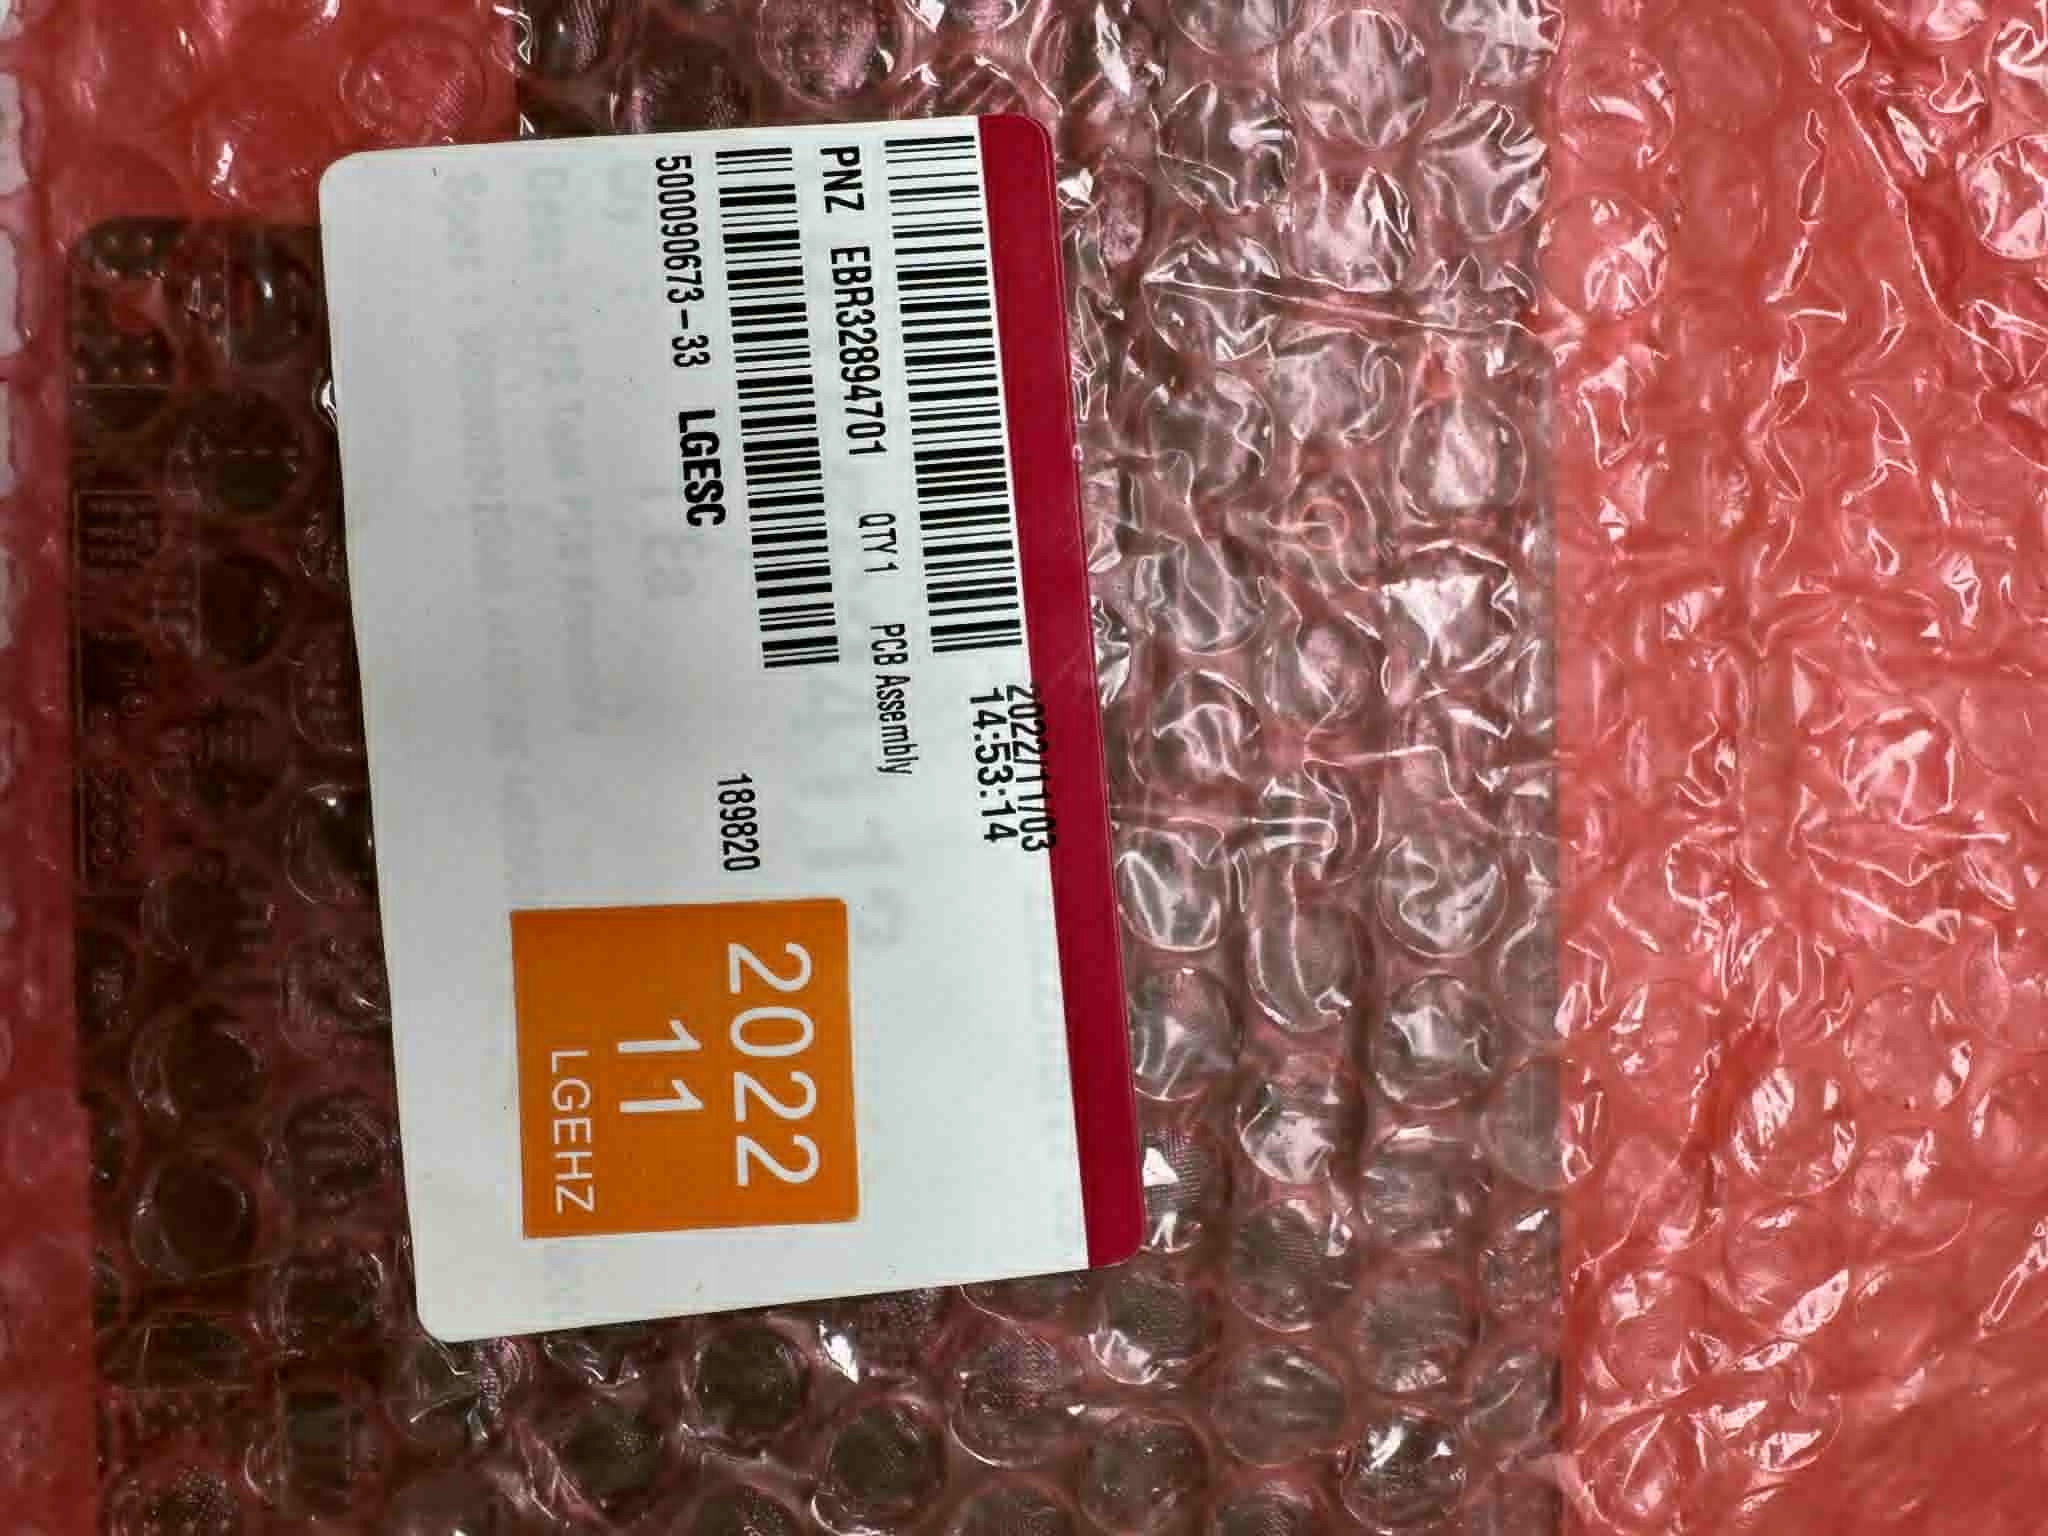 2022/11/03
14:53:14
PNZ EBR32894701 QTY 1 PCB Assembly
500090673-33 LGESC
189820
2022
11
LGEHZ